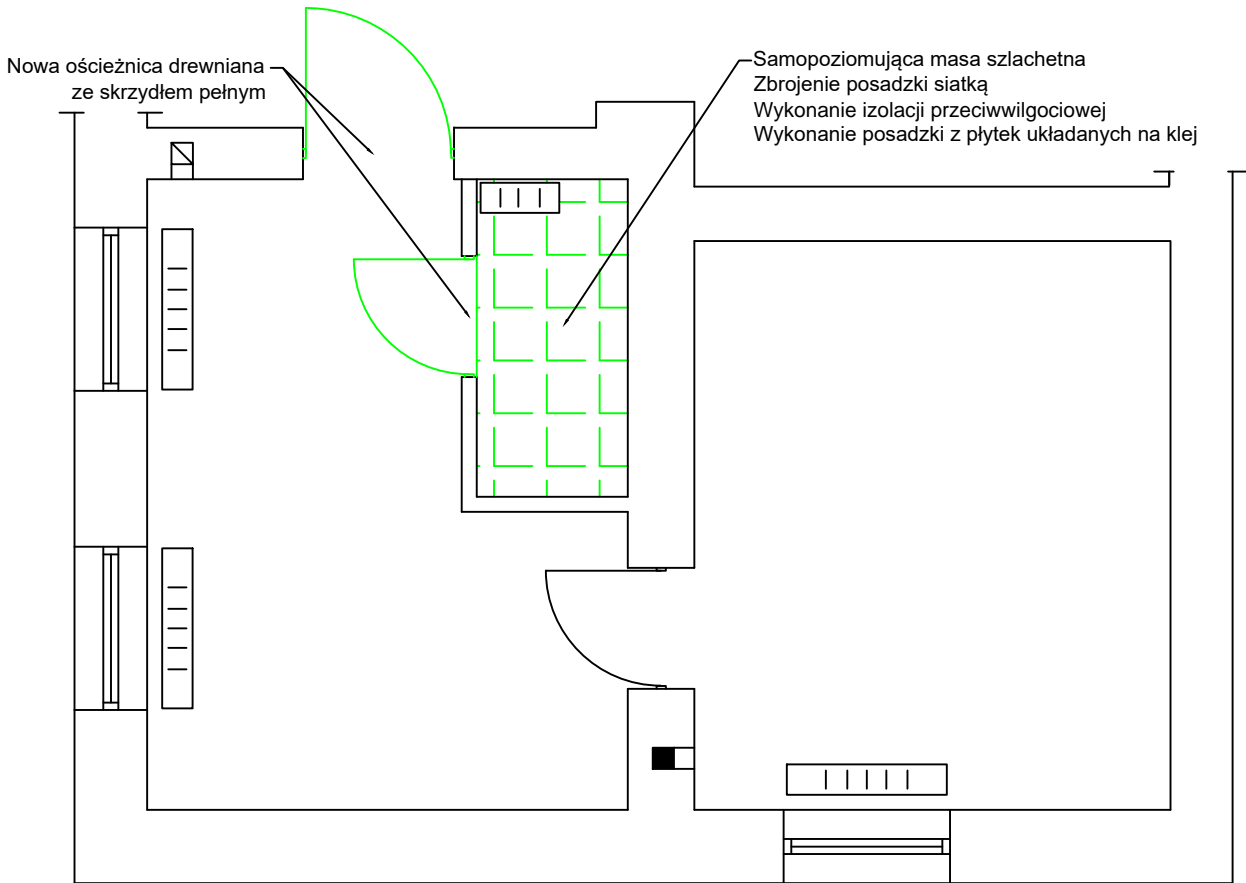 Nowa ościeżnica drewniana
ze skrzydłem pełnym
Samopoziomująca masa szlachetna
Zbrojenie posadzki siatką
Wykonanie izolacji przeciwwilgociowej
Wykonanie posadzki z płytek układanych na klej